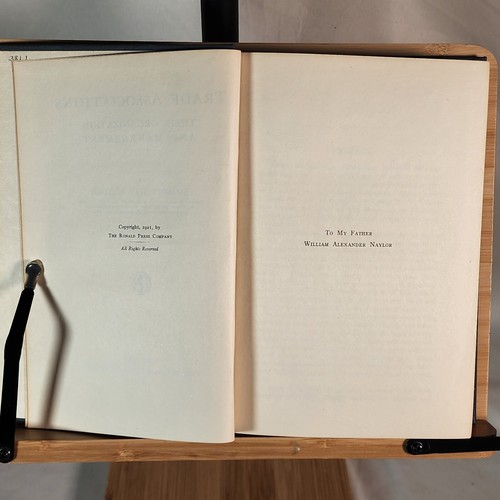 Copyright, 1921, by
The Ronald Press Company
All Rights Reserved
To My Father
William Alexander Naylor